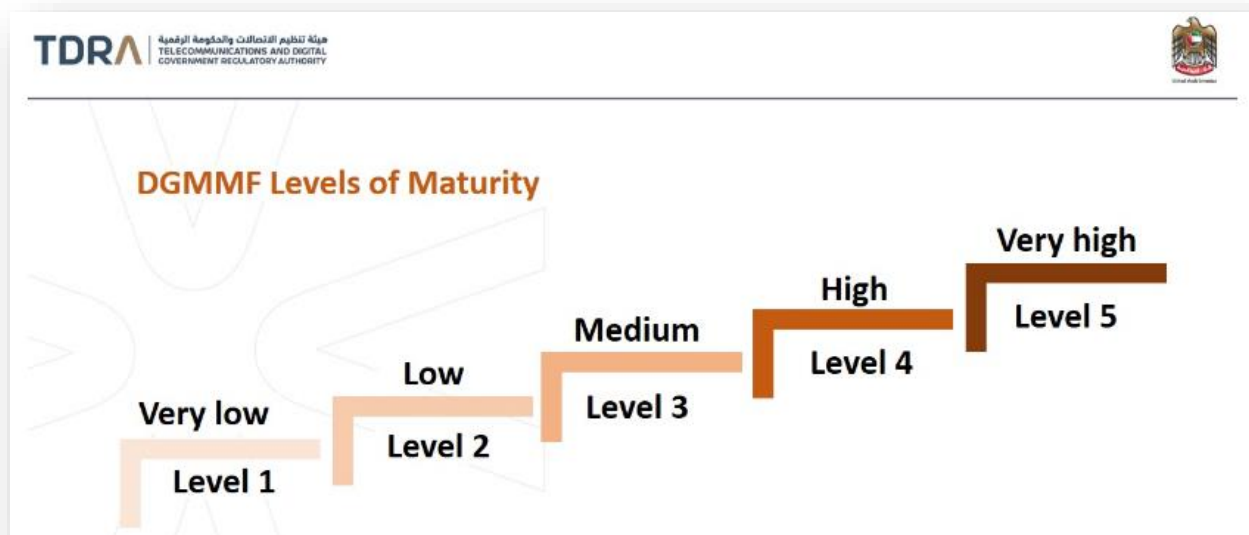 TDRA
هيئة تنظيم الاتصالات والحكومة الرقمية
TELECOMMUNICATIONS AND DIGITAL
GOVERNMENT REGULATORY AUTHORITY
DGMMF Levels of Maturity
Very high
Level 5
High
Level 4
Medium
Level 3
Low
Level 2
Very low
Level 1